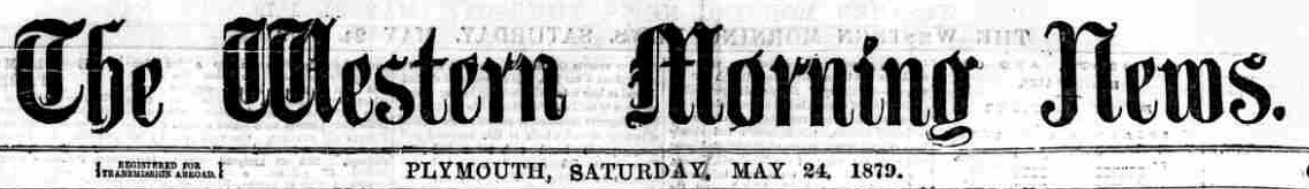 The Western Morning News.
REGISTERED FOR
TRANSMISSION ABROAD.
PLYMOUTH, SATURDAY, MAY 24, 1879.